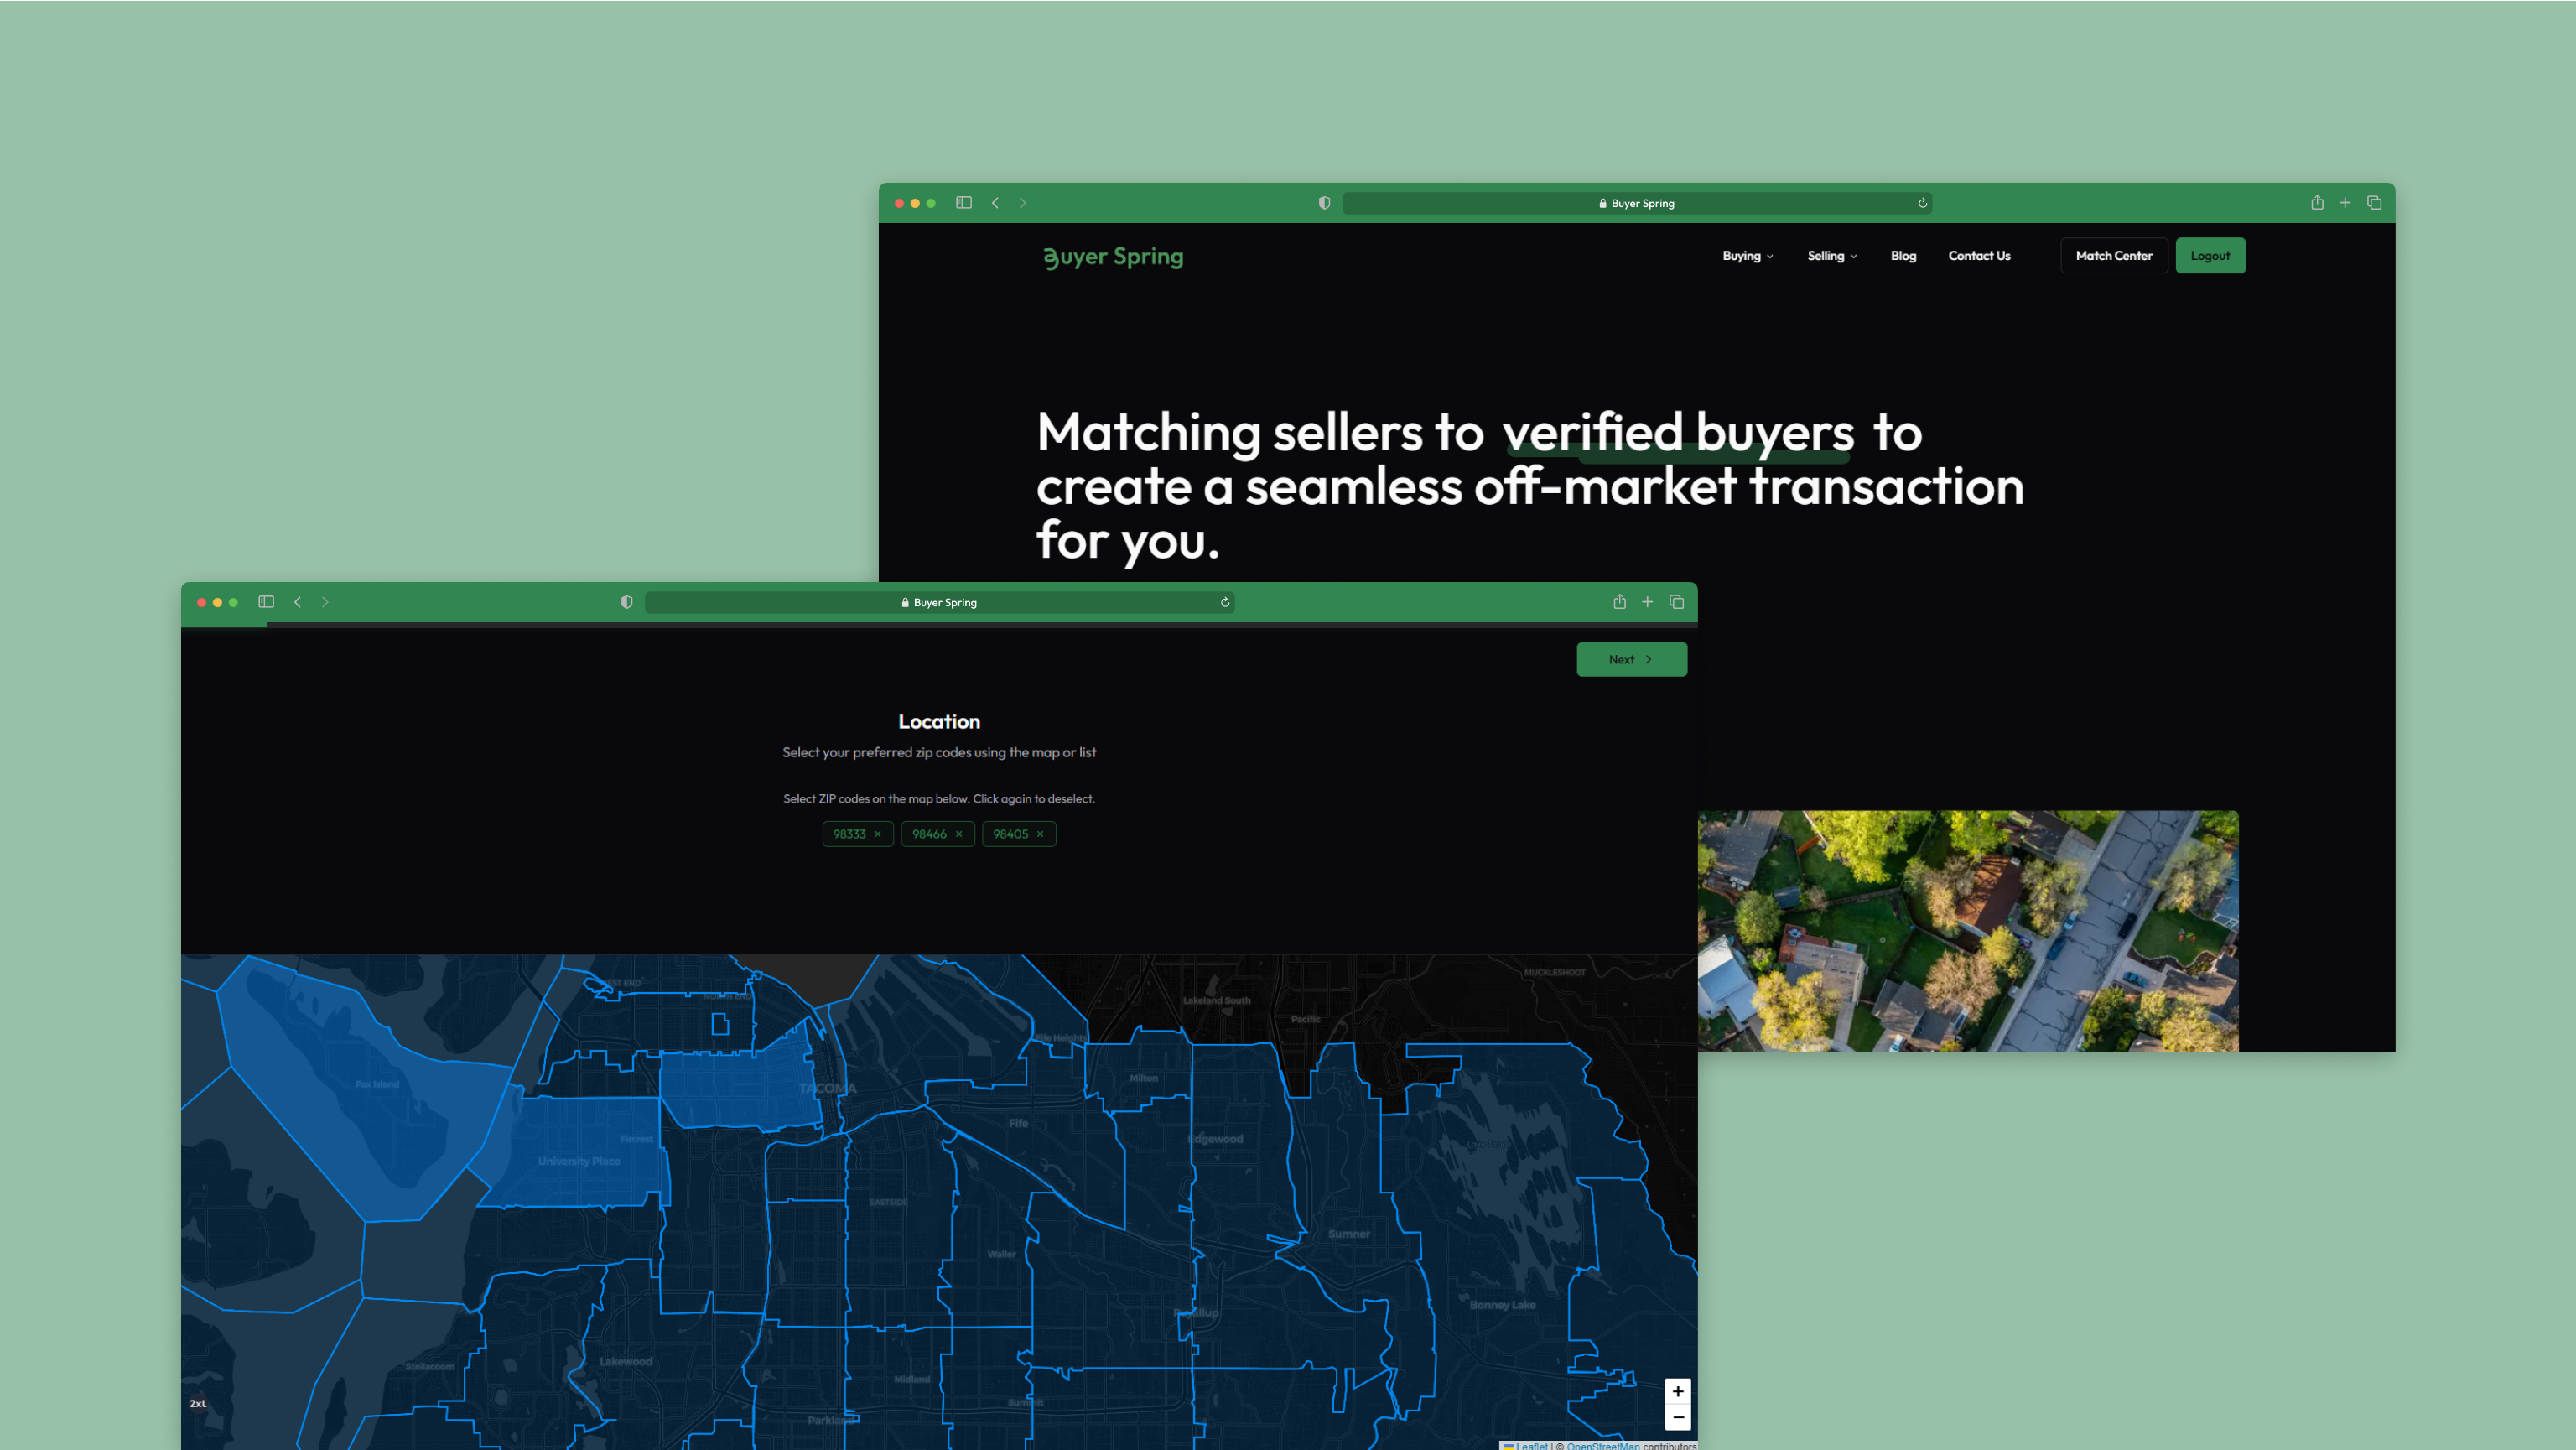 Buyer Spring
Buyer Spring
Buying
Selling
Blog
Contact Us
Match Center
Logout
Matching sellers to verified buyers to
create a seamless off-market transaction
for you.
Buyer Spring
Next
Location
Select your preferred zip codes using the map or list
Select ZIP codes on the map below. Click again to deselect.
98333 × 98466 × 98405 ×
NORTH END
MUCKLESHOOT
Lakeland South
Pacific
Fife Heights
Fox Island
TACOMA
Milton
Fife
Fircrest
Edgewood
University Place
EASTSIDE
Sumner
Waller
Bonney Lake
Puyallup
Lakewood
Steilacoom
Midland
Summit
Parkland
2xl
+
−
Leaflet | © OpenStreetMap contributors